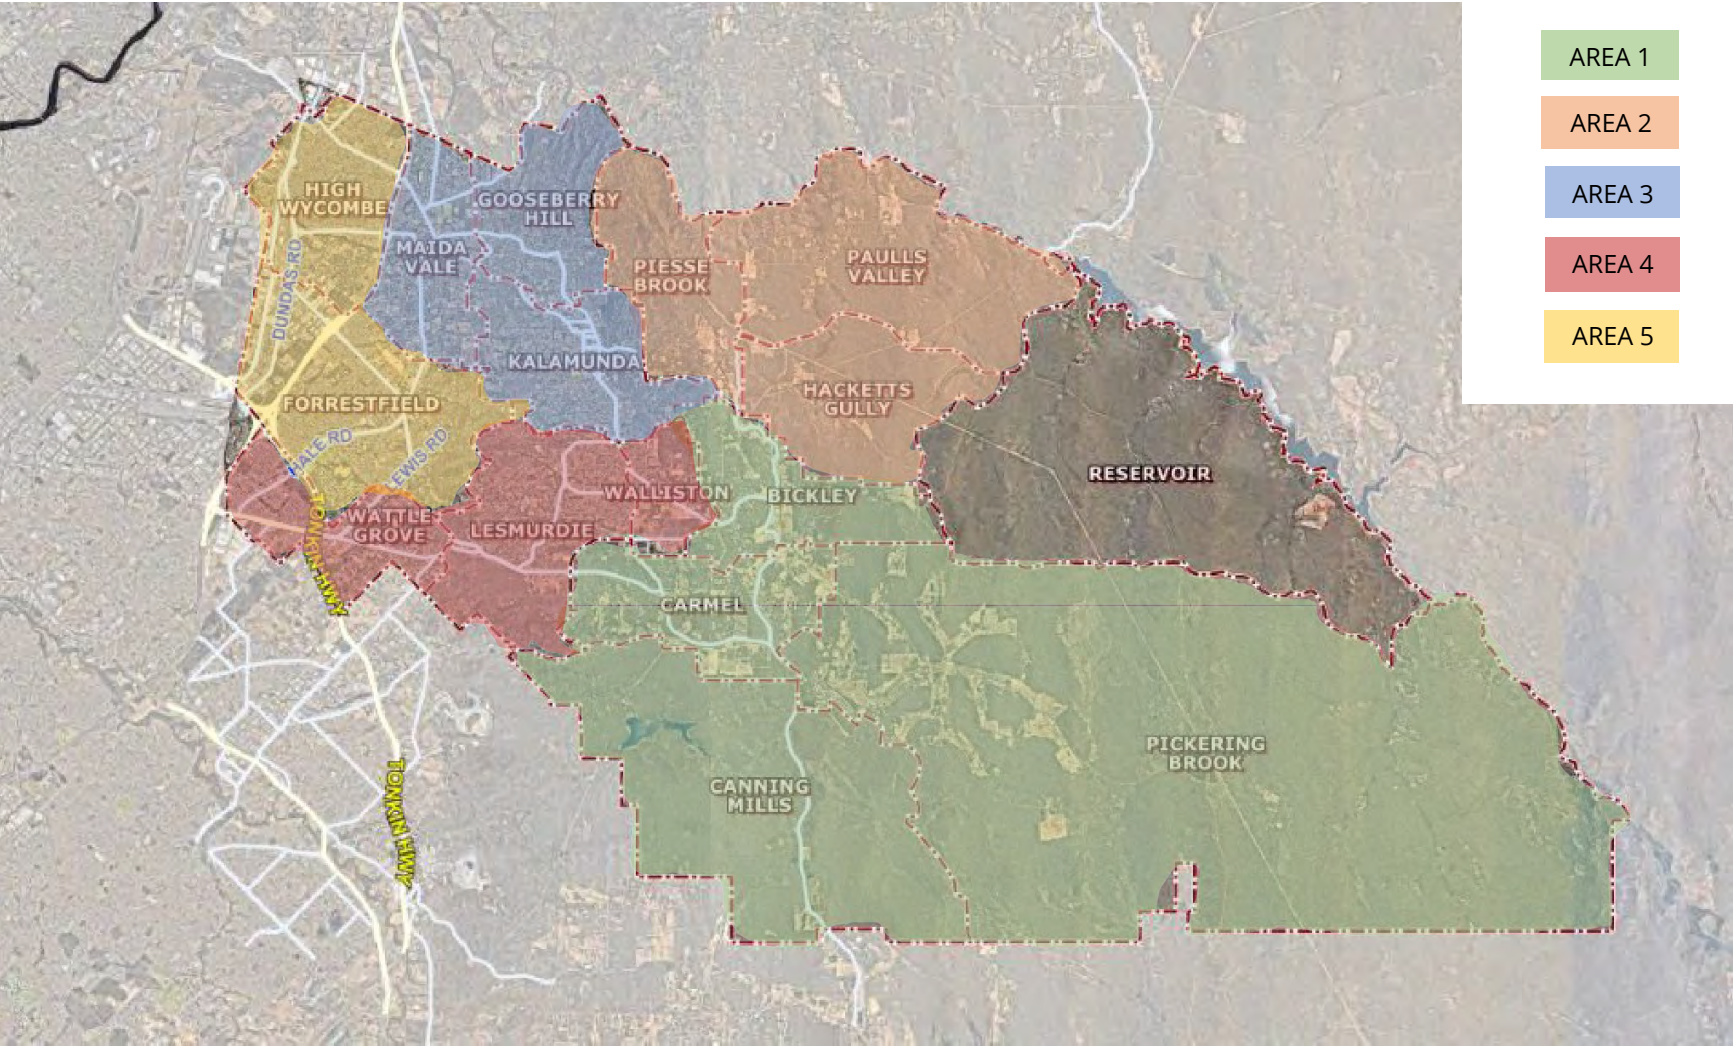 AREA 1
AREA 2
AREA 3
AREA 4
AREA 5
HIGH
WYCOMBE
GOOSEBERRY
HILL
MAIDA
VALE
PIESSE
BROOK
PAULLS
VALLEY
DUNDAS RD
KALAMUNDA
HACKETTS
GULLY
FORRESTFIELD
HALE RD
LEWIS RD
RESERVOIR
WALLISTON
BICKLEY
TONKIN HWY
WATTLE
GROVE
LESMURDIE
CARMEL
PICKERING
BROOK
CANNING
MILLS
TONKIN HWY